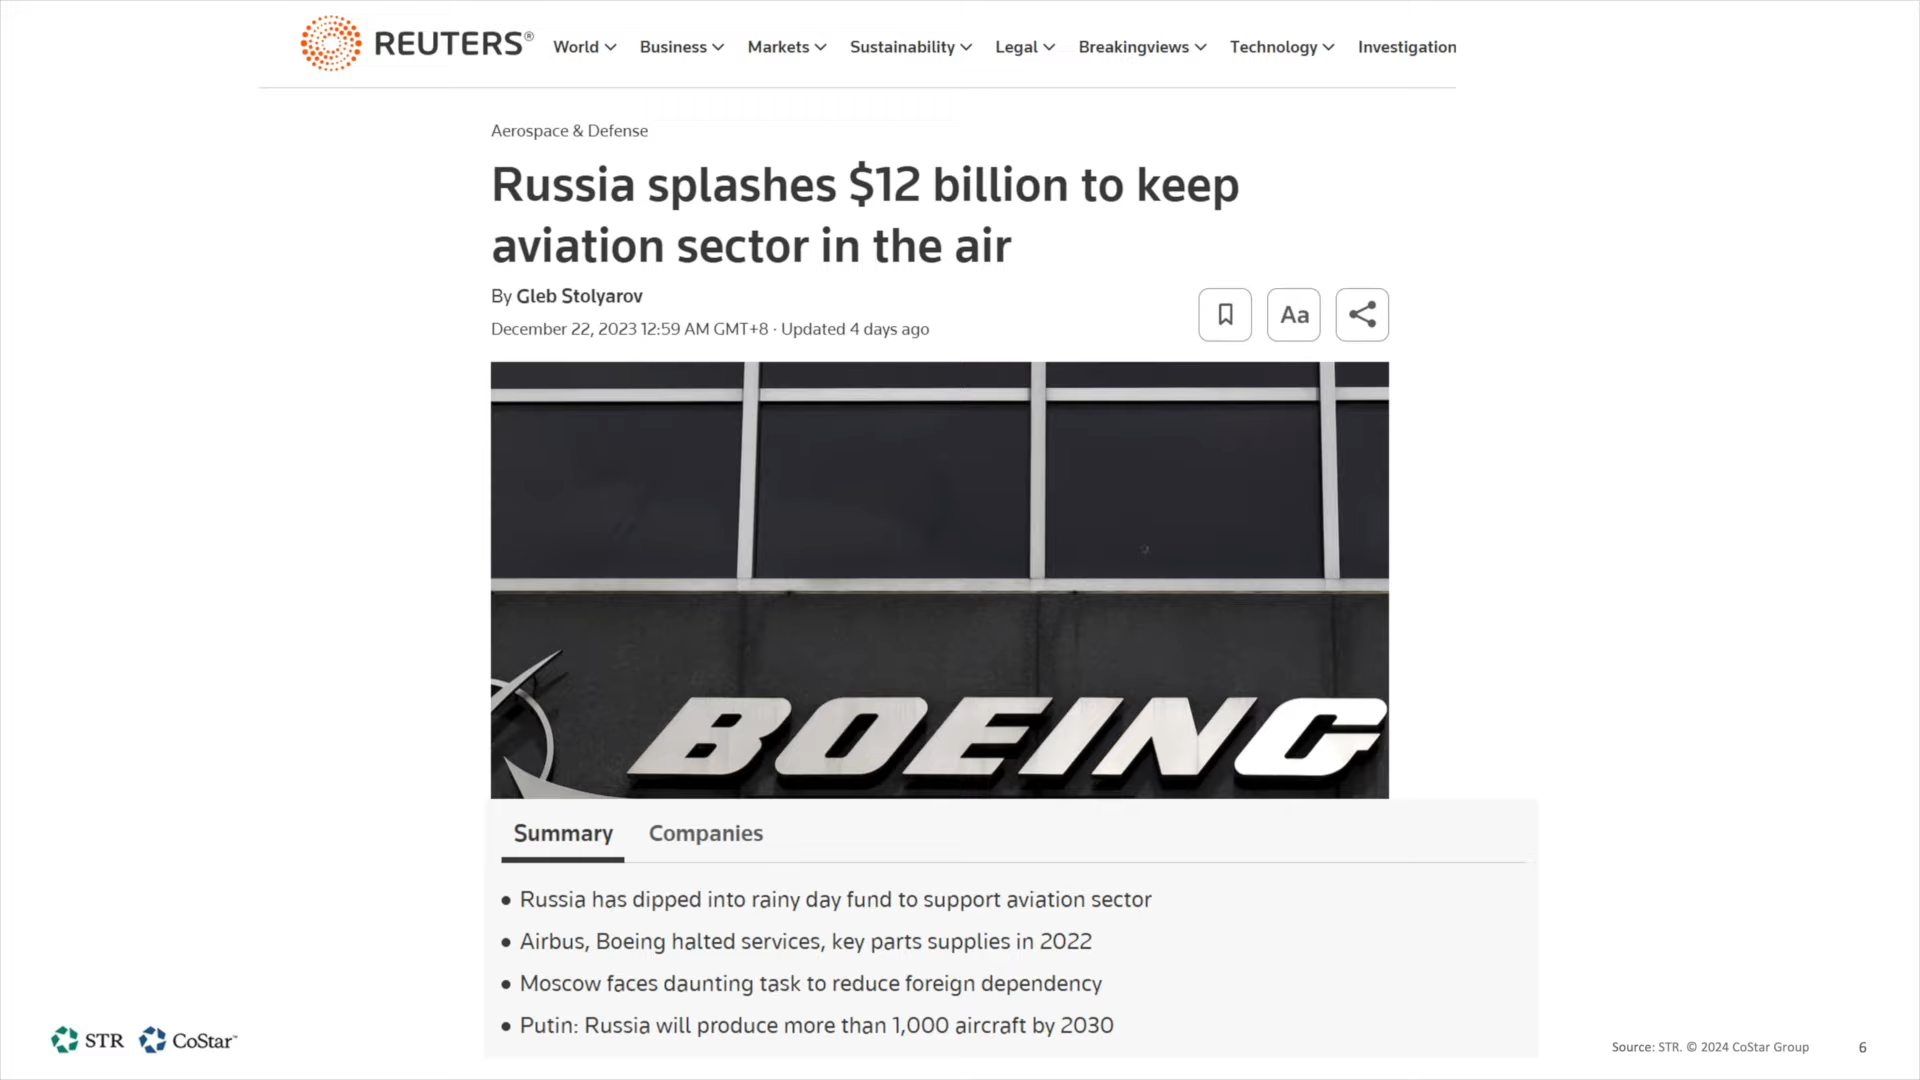 REUTERS®
World Business Markets Sustainability Legal Breakingviews Technology Investigation
Aerospace & Defense
Russia splashes $12 billion to keep
aviation sector in the air
By Gleb Stolyarov
December 22, 2023 12:59 AM GMT+8 · Updated 4 days ago
Aa
BOEING
Summary Companies
• Russia has dipped into rainy day fund to support aviation sector
• Airbus, Boeing halted services, key parts supplies in 2022
• Moscow faces daunting task to reduce foreign dependency
• Putin: Russia will produce more than 1,000 aircraft by 2030
STR CoStar™
Source: STR. © 2024 CoStar Group 6